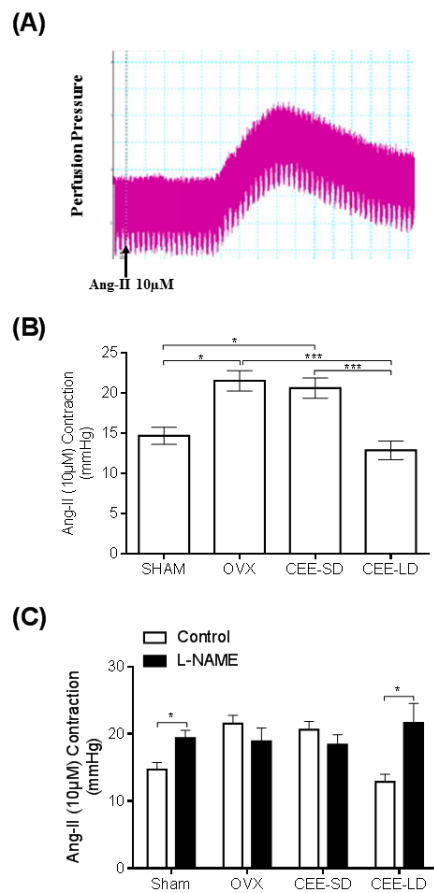 (A)
Perfusion Pressure
Ang-II 10μM
(B)
Ang-II (10μM) Contraction
(mmHg)
25
20
15
10
5
0
*
*
***
***
SHAM
OVX
CEE-SD
CEE-LD
(C)
Control
L-NAME
Ang-II (10μM) Contraction
(mmHg)
30
20
10
0
*
*
Sham
OVX
CEE-SD
CEE-LD